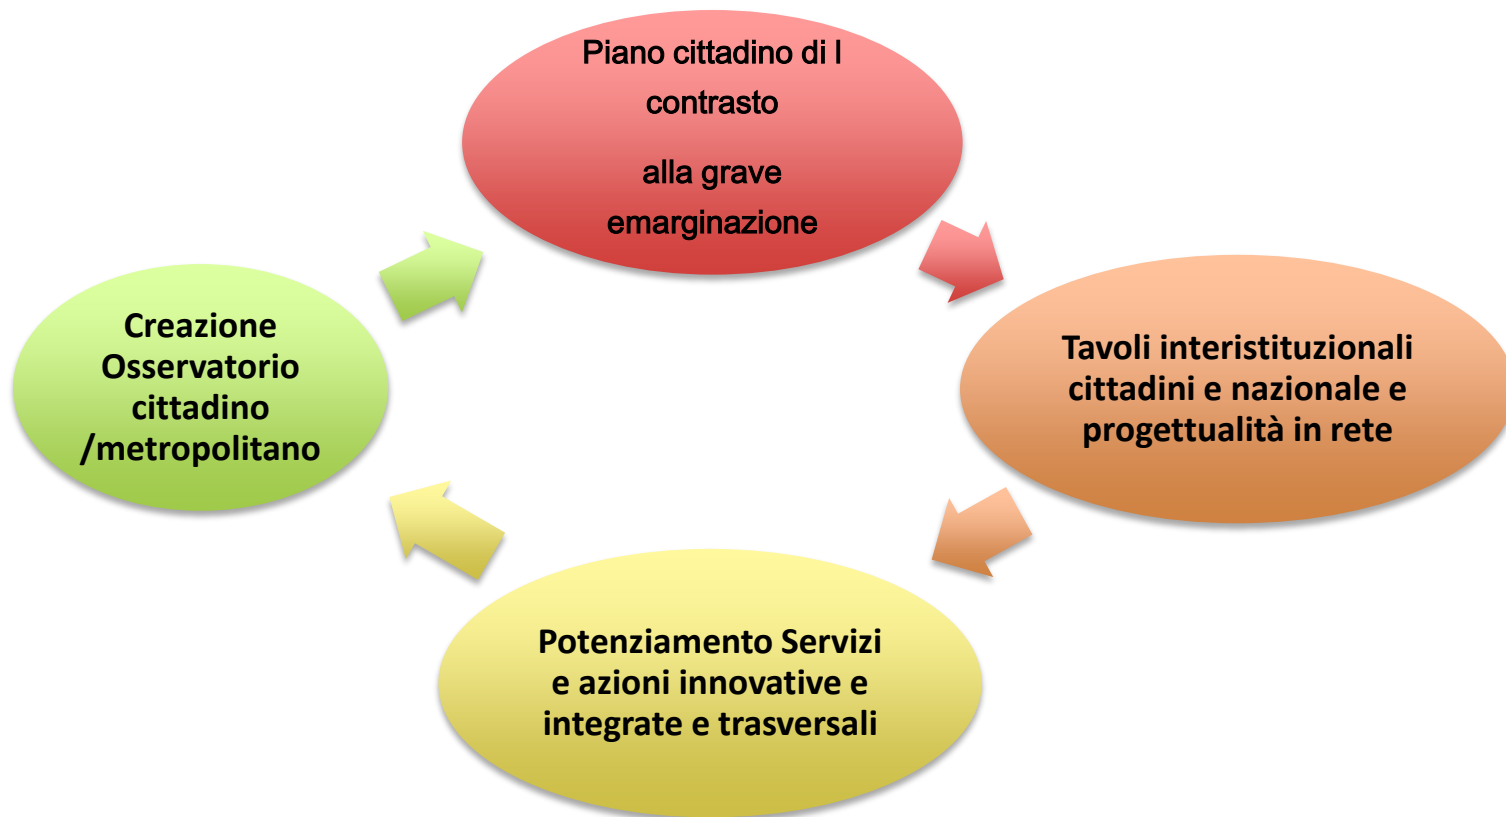 Piano cittadino di l
contrasto
alla grave
emarginazione
Tavoli interistituzionali
cittadini e nazionale e
progettualità in rete
Potenziamento Servizi
e azioni innovative e
integrate e trasversali
Creazione
Osservatorio
cittadino
/metropolitano